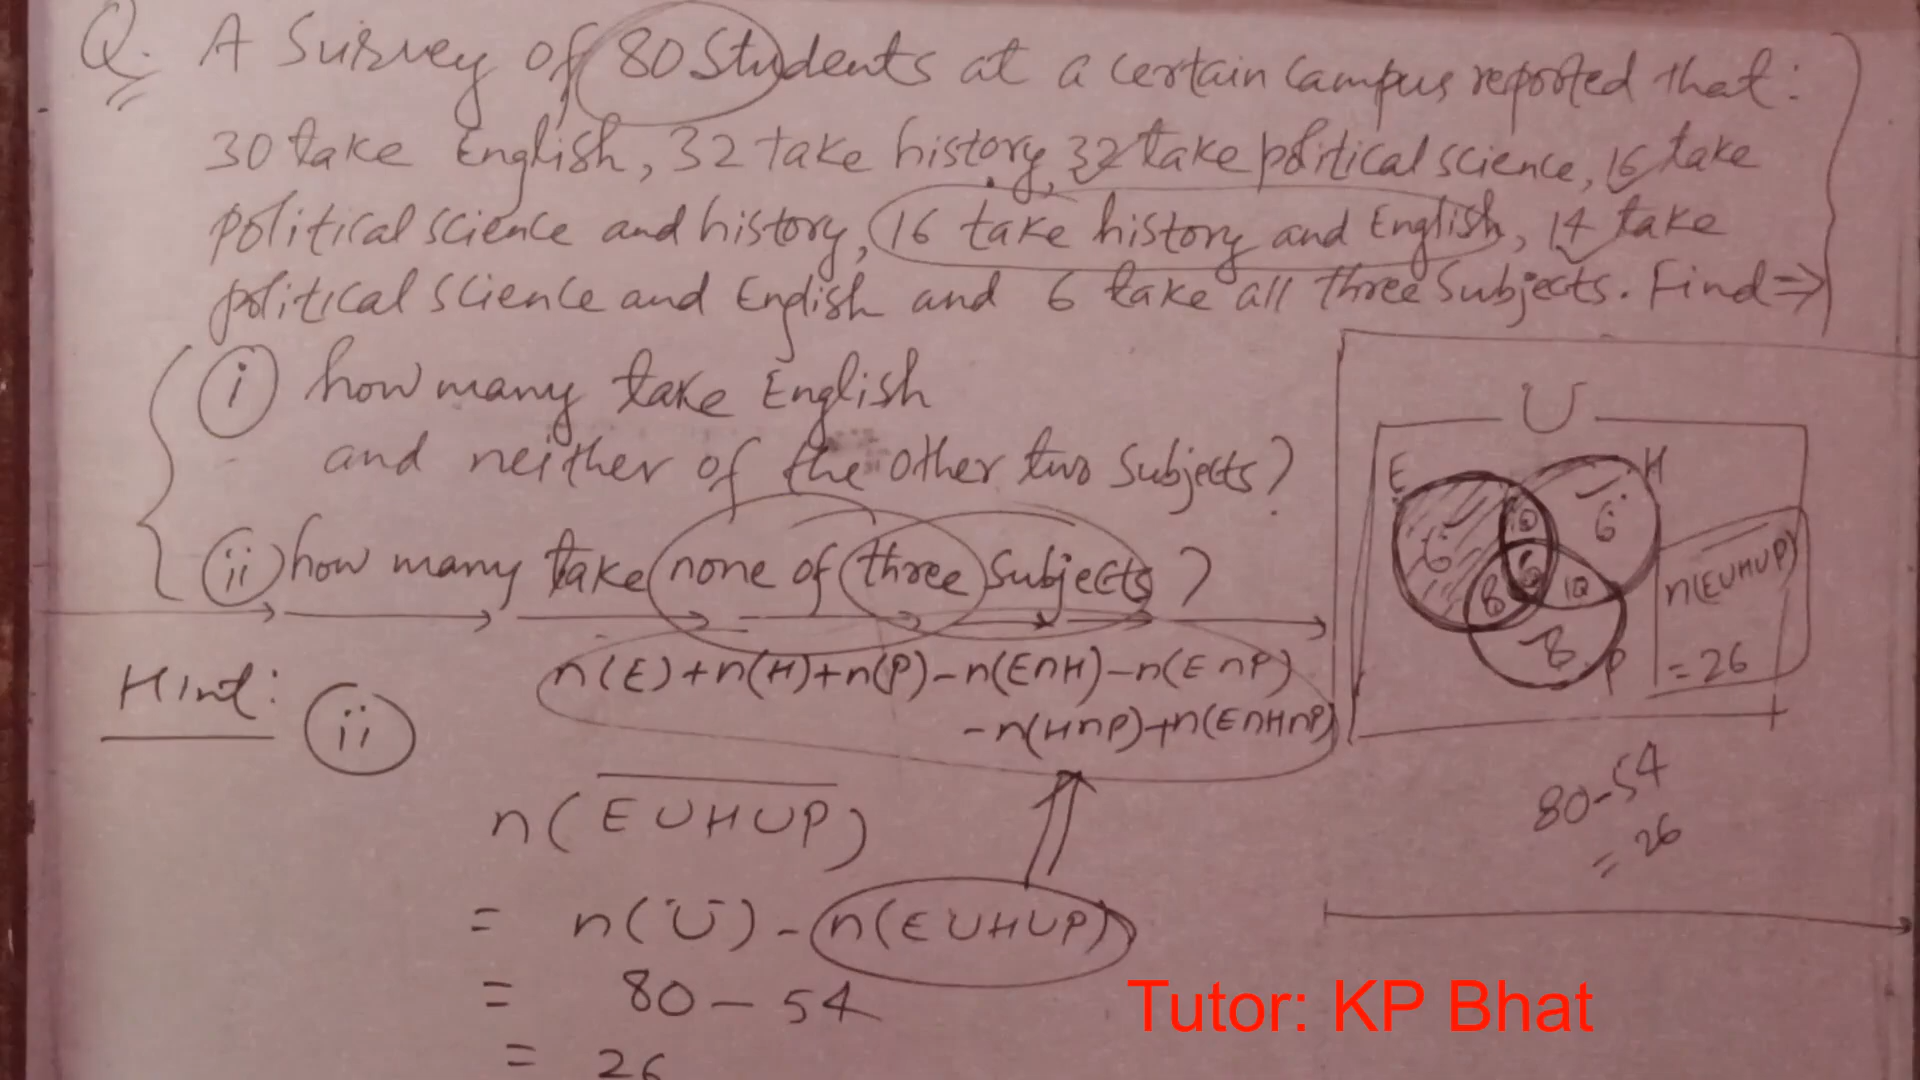 Q. A Survey of 80 Students at a certain Campus reported that:
30 take English, 32 take history, 32 take political science, 16 take
political science and history, 16 take history and English, 14 take
political science and English and 6 take all three Subjects. Find ⇒
(i) how many take English
and neither of the other two Subjects?
(ii) how many take none of three Subjects?
Hint: (ii)
n(E)+n(H)+n(P)-n(E∩H)-n(E∩P)
-n(H∩P)+n(E∩H∩P)
n(\overline{E∪H∪P})
= n(U) - n(E∪H∪P)
= 80 - 54
= 26
U
E
H
6
10
6
8
6
10
8
P
n(E∪H∪P)
= 26
80-54
= 26
Tutor: KP Bhat